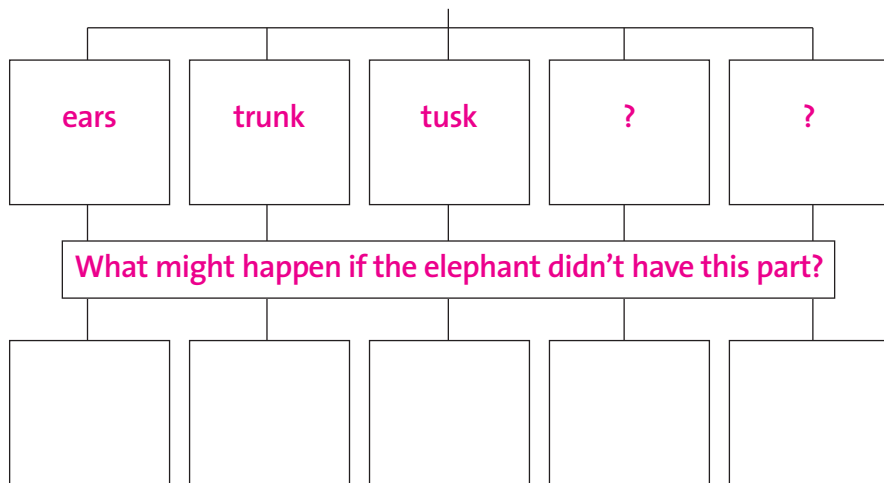 ears trunk tusk ? ?
What might happen if the elephant didn't have this part?